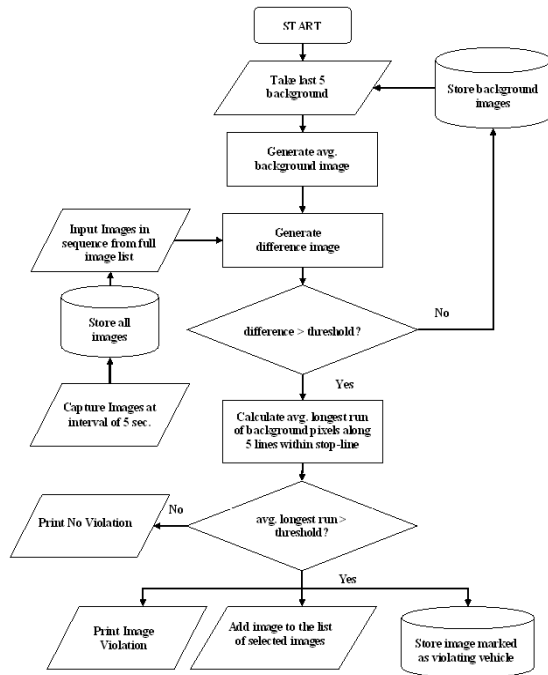 START
Take last 5
background
Store background
images
Generate avg.
background image
Input Images in
sequence from full
image list
Generate
difference image
Store all
images
difference > threshold?
No
Capture Images at
interval of 5 sec.
Yes
Calculate avg. longest run
of background pixels along
5 lines within stop-line
Print No Violation
No
avg. longest run >
threshold?
Yes
Print Image
Violation
Add image to the list
of selected images
Store image marked
as violating vehicle